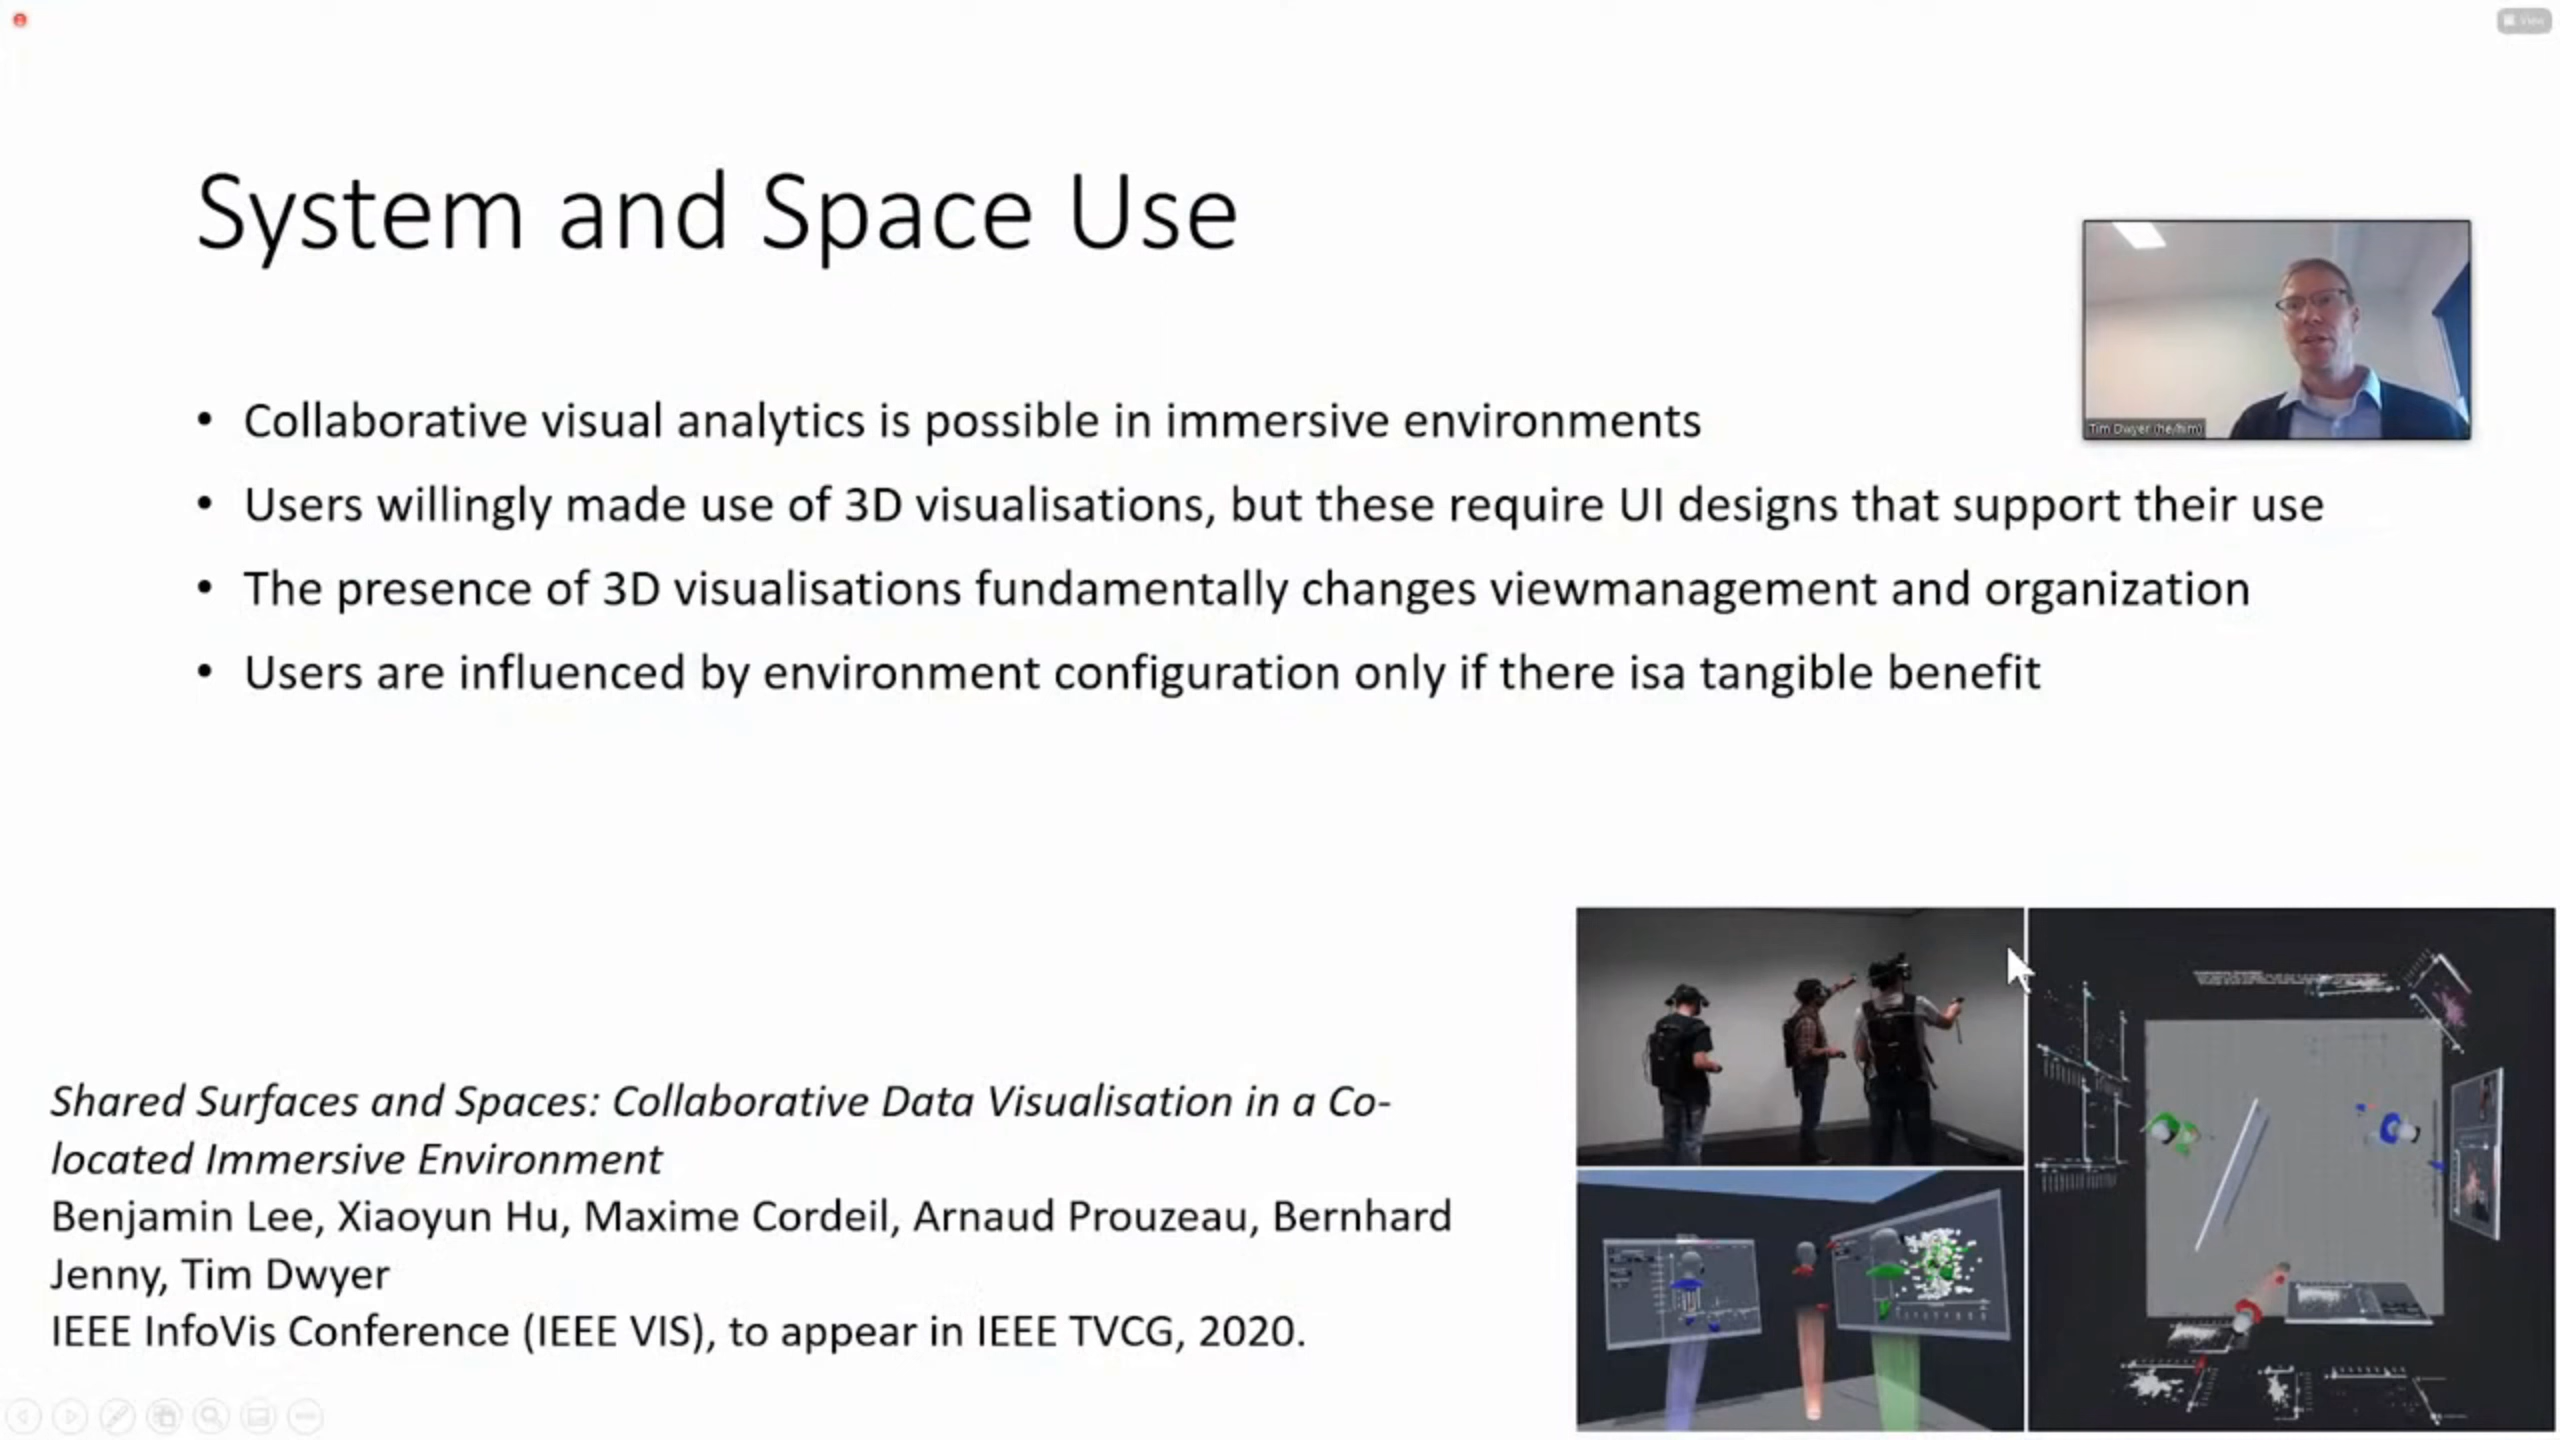 View
System and Space Use
Tim Dwyer (he/him)
• Collaborative visual analytics is possible in immersive environments
• Users willingly made use of 3D visualisations, but these require UI designs that support their use
• The presence of 3D visualisations fundamentally changes viewmanagement and organization
• Users are influenced by environment configuration only if there isa tangible benefit
Shared Surfaces and Spaces: Collaborative Data Visualisation in a Co-
located Immersive Environment
Benjamin Lee, Xiaoyun Hu, Maxime Cordeil, Arnaud Prouzeau, Bernhard
Jenny, Tim Dwyer
IEEE InfoVis Conference (IEEE VIS), to appear in IEEE TVCG, 2020.